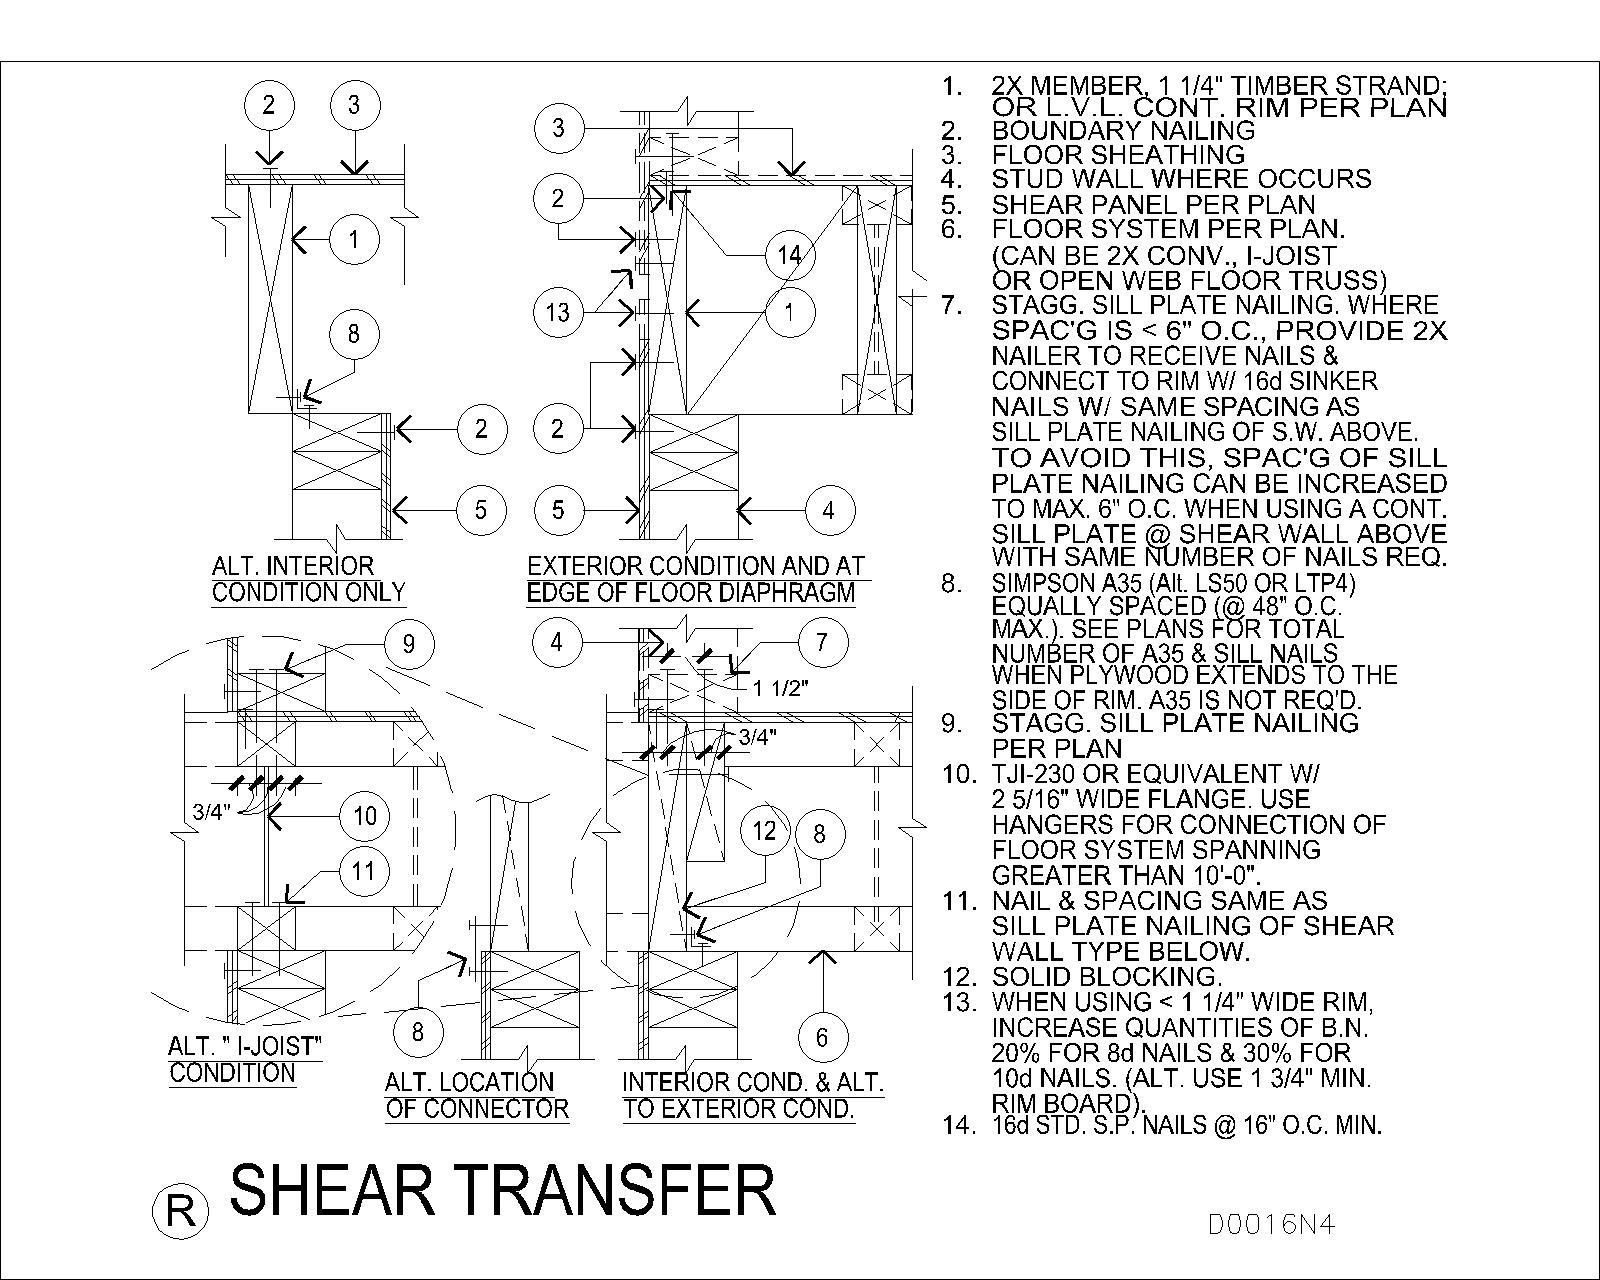 2
3
1
8
2
5
ALT. INTERIOR
CONDITION ONLY
3
2
14
13
1
2
5
4
EXTERIOR CONDITION AND AT
EDGE OF FLOOR DIAPHRAGM
9
3/4"
10
11
ALT. " I-JOIST"
CONDITION
8
ALT. LOCATION
OF CONNECTOR
4
7
1 1/2"
3/4"
12
8
6
INTERIOR COND. & ALT.
TO EXTERIOR COND.
1. 2X MEMBER, 1 1/4" TIMBER STRAND;
OR L.V.L. CONT. RIM PER PLAN
2. BOUNDARY NAILING
3. FLOOR SHEATHING
4. STUD WALL WHERE OCCURS
5. SHEAR PANEL PER PLAN
6. FLOOR SYSTEM PER PLAN.
(CAN BE 2X CONV., I-JOIST
OR OPEN WEB FLOOR TRUSS)
7. STAGG. SILL PLATE NAILING. WHERE
SPAC'G IS < 6" O.C., PROVIDE 2X
NAILER TO RECEIVE NAILS &
CONNECT TO RIM W/ 16d SINKER
NAILS W/ SAME SPACING AS
SILL PLATE NAILING OF S.W. ABOVE.
TO AVOID THIS, SPAC'G OF SILL
PLATE NAILING CAN BE INCREASED
TO MAX. 6" O.C. WHEN USING A CONT.
SILL PLATE @ SHEAR WALL ABOVE
WITH SAME NUMBER OF NAILS REQ.
8. SIMPSON A35 (Alt. LS50 OR LTP4)
EQUALLY SPACED (@ 48" O.C.
MAX.). SEE PLANS FOR TOTAL
NUMBER OF A35 & SILL NAILS
WHEN PLYWOOD EXTENDS TO THE
SIDE OF RIM. A35 IS NOT REQ'D.
9. STAGG. SILL PLATE NAILING
PER PLAN
10. TJI-230 OR EQUIVALENT W/
2 5/16" WIDE FLANGE. USE
HANGERS FOR CONNECTION OF
FLOOR SYSTEM SPANNING
GREATER THAN 10'-0".
11. NAIL & SPACING SAME AS
SILL PLATE NAILING OF SHEAR
WALL TYPE BELOW.
12. SOLID BLOCKING.
13. WHEN USING < 1 1/4" WIDE RIM,
INCREASE QUANTITIES OF B.N.
20% FOR 8d NAILS & 30% FOR
10d NAILS. (ALT. USE 1 3/4" MIN.
RIM BOARD).
14. 16d STD. S.P. NAILS @ 16" O.C. MIN.
R SHEAR TRANSFER
D0016N4